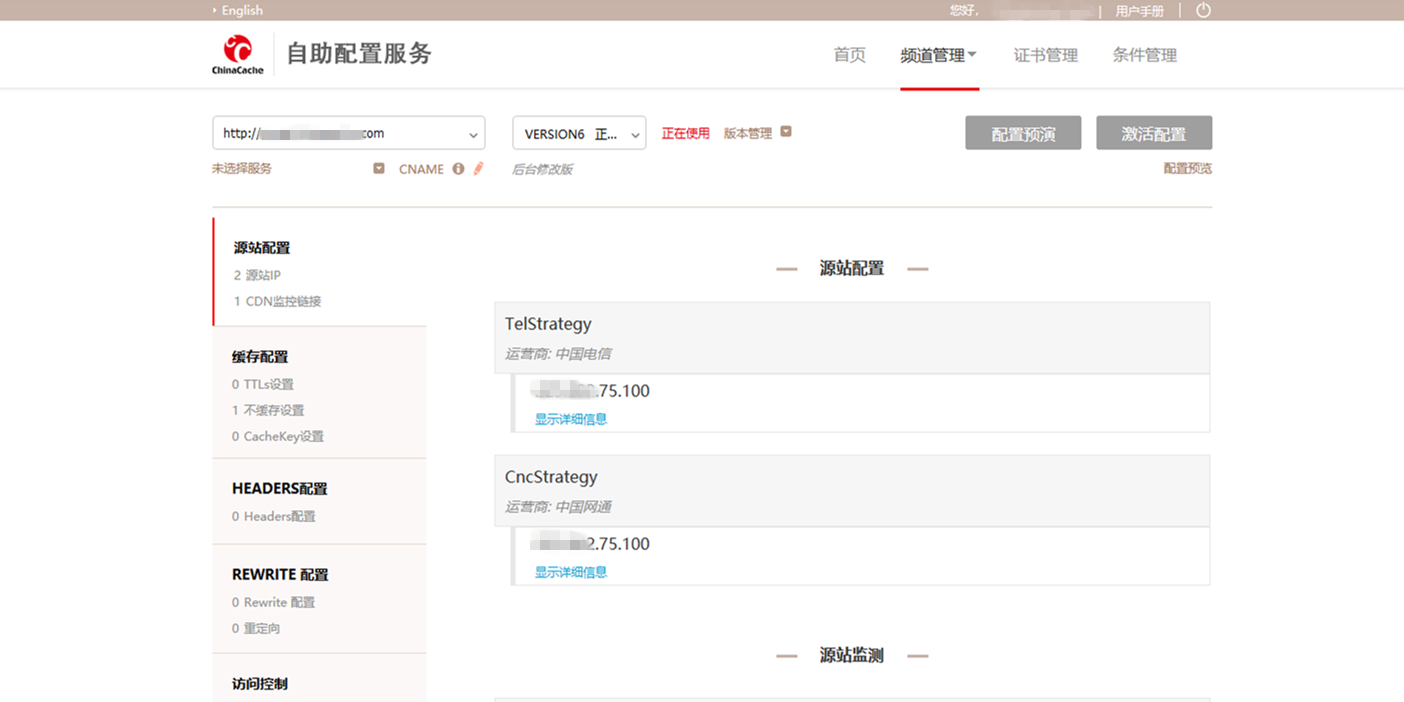 English
您好,
用户手册
ChinaCache
自助配置服务
首页
频道管理
证书管理
条件管理
http://
com
VERSION6 正...
正在使用
版本管理
配置预演
激活配置
未选择服务
CNAME
后台修改版
配置预览
源站配置
2 源站IP
1 CDN监控链接
缓存配置
0 TTLs设置
1 不缓存设置
0 CacheKey设置
HEADERS配置
0 Headers配置
REWRITE 配置
0 Rewrite 配置
0 重定向
访问控制
源站配置
TelStrategy
运营商: 中国电信
.75.100
显示详细信息
CncStrategy
运营商: 中国网通
2.75.100
显示详细信息
源站监测